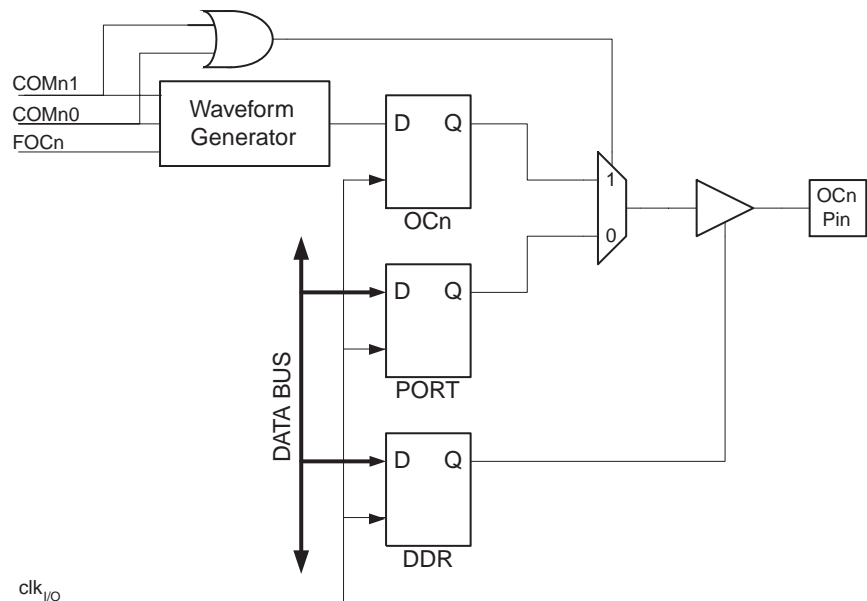 COMn1
COMn0
FOCn
Waveform
Generator
D Q
OCn
1
0
OCn
Pin
D Q
PORT
DATA BUS
D Q
DDR
clkI/O